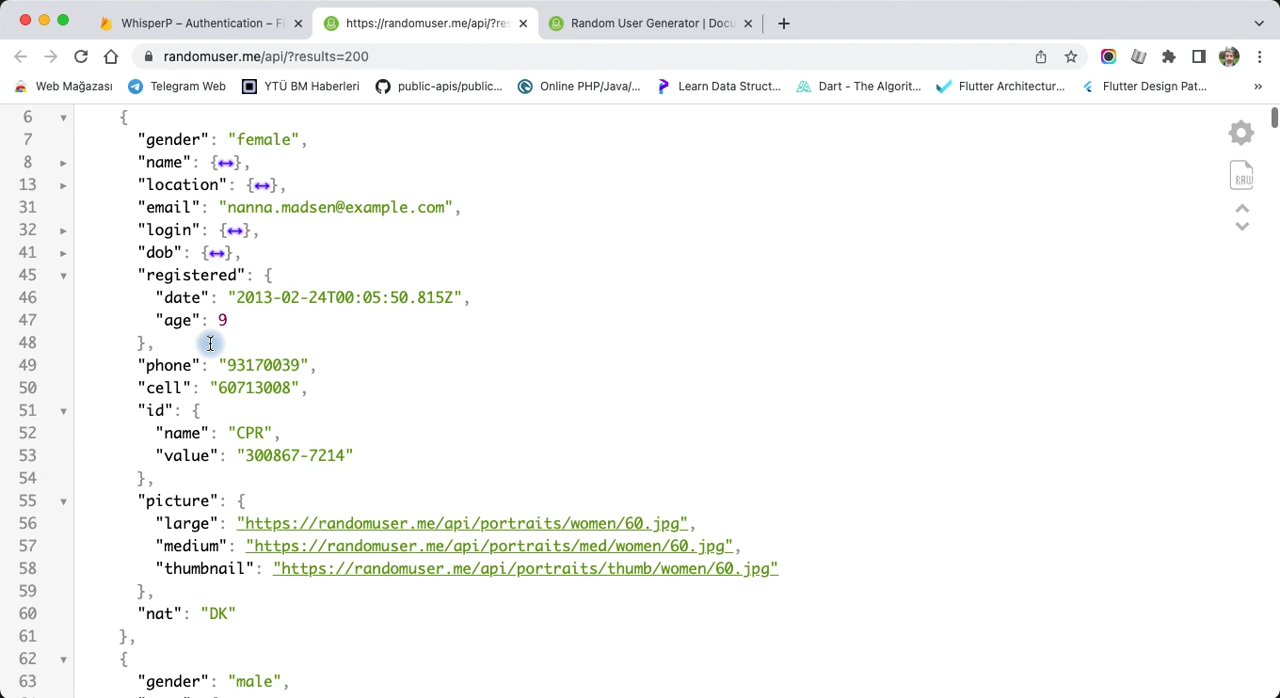 WhisperP – Authentication – Fi
https://randomuser.me/api/?res
Random User Generator | Docu
randomuser.me/api/?results=200
Web Mağazası
Telegram Web
YTÜ BM Haberleri
public-apis/public...
Online PHP/Java/...
Learn Data Struct...
Dart - The Algorit...
Flutter Architectur...
Flutter Design Pat...
»
6 {
7 "gender": "female",
8 "name": {↔},
13 "location": {↔},
31 "email": "nanna.madsen@example.com",
32 "login": {↔},
41 "dob": {↔},
45 "registered": {
46 "date": "2013-02-24T00:05:50.815Z",
47 "age": 9
48 },
49 "phone": "93170039",
50 "cell": "60713008",
51 "id": {
52 "name": "CPR",
53 "value": "300867-7214"
54 },
55 "picture": {
56 "large": "https://randomuser.me/api/portraits/women/60.jpg",
57 "medium": "https://randomuser.me/api/portraits/med/women/60.jpg",
58 "thumbnail": "https://randomuser.me/api/portraits/thumb/women/60.jpg"
59 },
60 "nat": "DK"
61 },
62 {
63 "gender": "male",
RAW